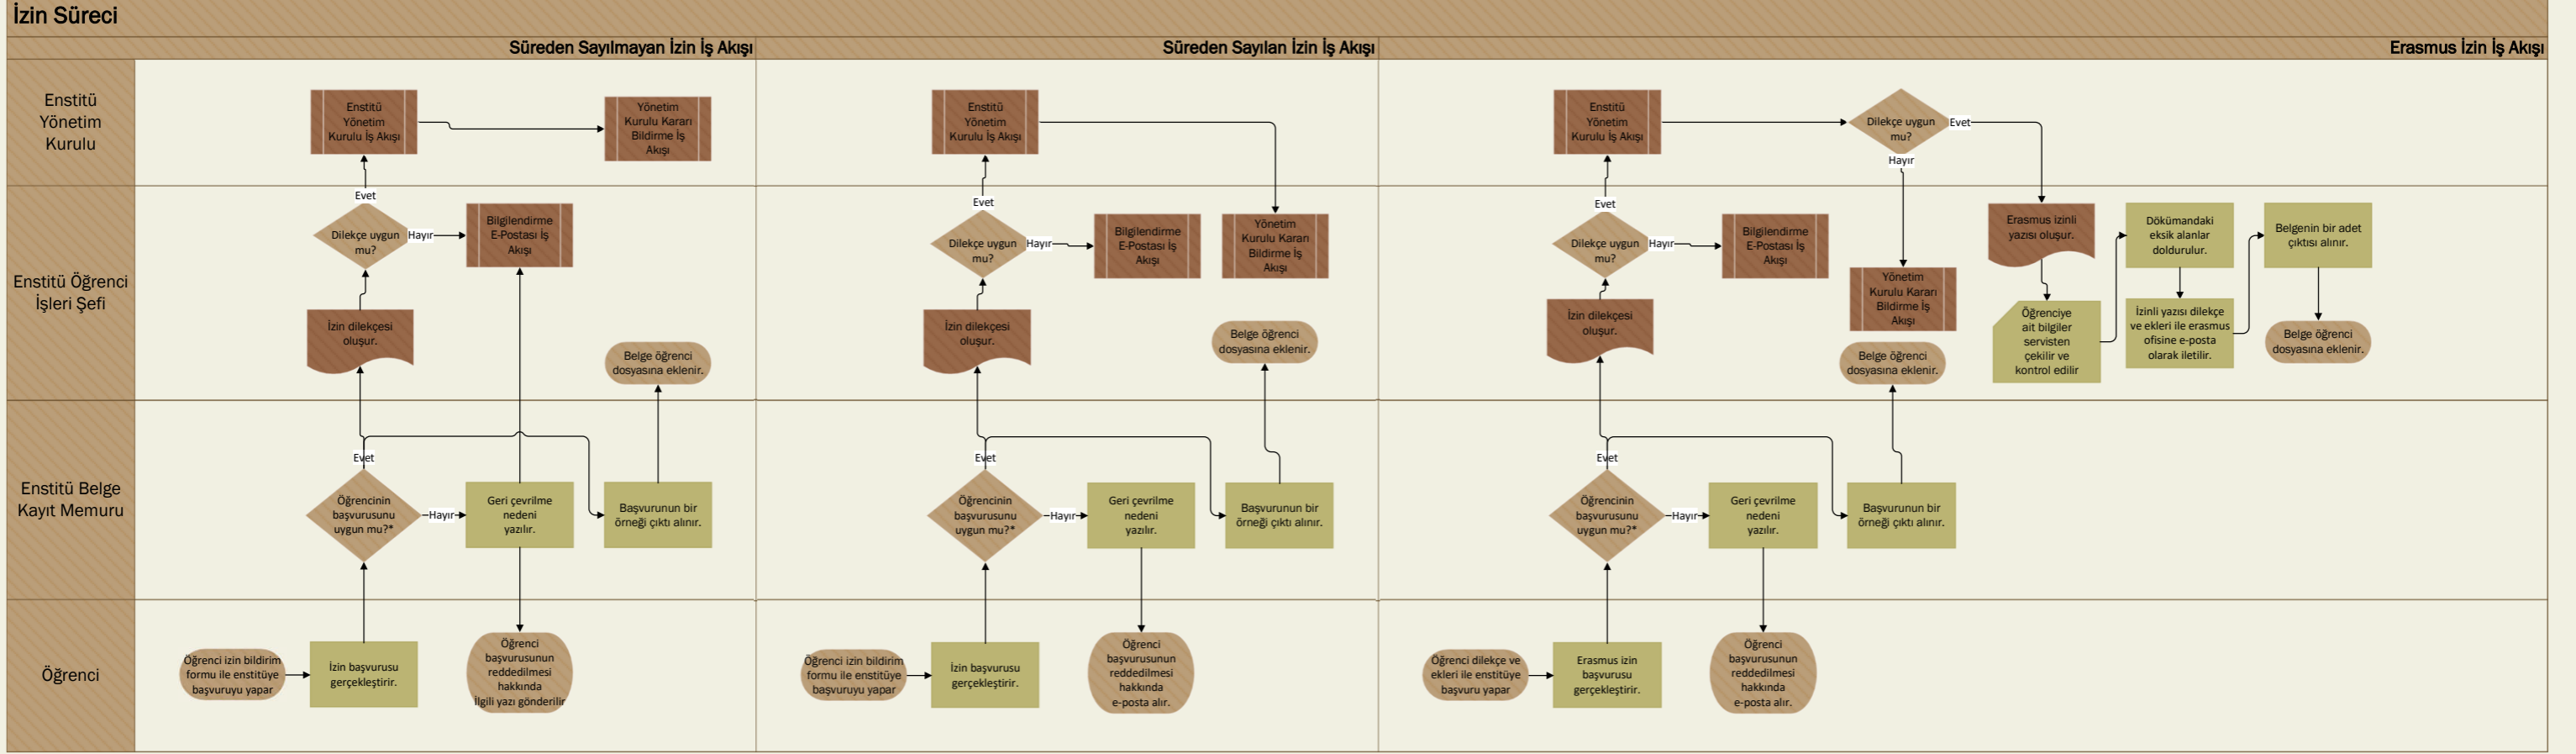 İzin Süreci
Süreden Sayılmayan İzin İş Akışı
Süreden Sayılan İzin İş Akışı
Erasmus İzin İş Akışı
Enstitü
Yönetim
Kurulu
Enstitü
Yönetim
Kurulu İş Akışı
Yönetim
Kurulu Kararı
Bildirme İş
Akışı
Enstitü
Yönetim
Kurulu İş Akışı
Enstitü
Yönetim
Kurulu İş Akışı
Dilekçe uygun
mu?
Evet
Hayır
Enstitü Öğrenci
İşleri Şefi
Evet
Dilekçe uygun
mu?
Hayır
Bilgilendirme
E-Postası İş
Akışı
İzin dilekçesi
oluşur.
Belge öğrenci
dosyasına eklenir.
Evet
Dilekçe uygun
mu?
Hayır
Bilgilendirme
E-Postası İş
Akışı
Yönetim
Kurulu Kararı
Bildirme İş
Akışı
İzin dilekçesi
oluşur.
Belge öğrenci
dosyasına eklenir.
Evet
Dilekçe uygun
mu?
Hayır
Bilgilendirme
E-Postası İş
Akışı
İzin dilekçesi
oluşur.
Yönetim
Kurulu Kararı
Bildirme İş
Akışı
Belge öğrenci
dosyasına eklenir.
Erasmus izinli
yazısı oluşur.
Öğrenciye
ait bilgiler
servisten
çekilir ve
kontrol edilir
Dökümandaki
eksik alanlar
doldurulur.
İzinli yazısı dilekçe
ve ekleri ile erasmus
ofisine e-posta
olarak iletilir.
Belgenin bir adet
çıktısı alınır.
Belge öğrenci
dosyasına eklenir.
Enstitü Belge
Kayıt Memuru
Evet
Öğrencinin
başvurusunu
uygun mu?*
Hayır
Geri çevrilme
nedeni
yazılır.
Başvurunun bir
örneği çıktı alınır.
Evet
Öğrencinin
başvurusunu
uygun mu?*
Hayır
Geri çevrilme
nedeni
yazılır.
Başvurunun bir
örneği çıktı alınır.
Evet
Öğrencinin
başvurusunu
uygun mu?*
Hayır
Geri çevrilme
nedeni
yazılır.
Başvurunun bir
örneği çıktı alınır.
Öğrenci
Öğrenci izin bildirim
formu ile enstitüye
başvuruyu yapar
İzin başvurusu
gerçekleştirir.
Öğrenci
başvurusunun
reddedilmesi
hakkında
İlgili yazı gönderilir
Öğrenci izin bildirim
formu ile enstitüye
başvuruyu yapar
İzin başvurusu
gerçekleştirir.
Öğrenci
başvurusunun
reddedilmesi
hakkında
e-posta alır.
Öğrenci dilekçe ve
ekleri ile enstitüye
başvuru yapar
Erasmus izin
başvurusu
gerçekleştirir.
Öğrenci
başvurusunun
reddedilmesi
hakkında
e-posta alır.